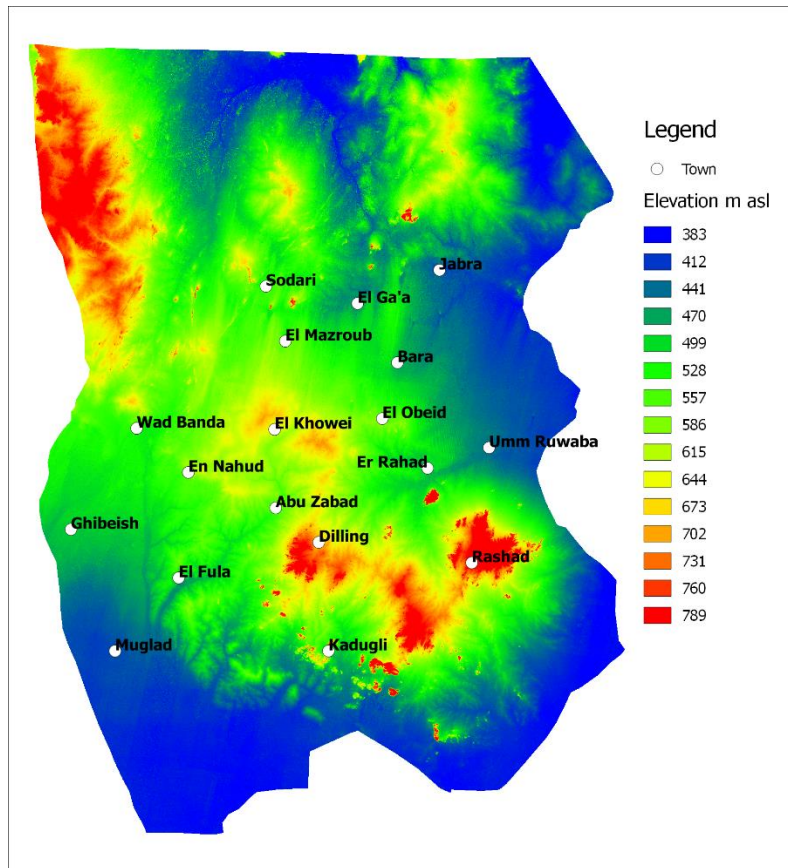 Legend
Town
Elevation m asl
383
412
441
470
499
528
557
586
615
644
673
702
731
760
789
Jabra
Sodari
El Ga'a
El Mazroub
Bara
El Obeid
Wad Banda
El Khowei
Umm Ruwaba
Er Rahad
En Nahud
Abu Zabad
Ghibeish
Dilling
Rashad
El Fula
Muglad
Kadugli